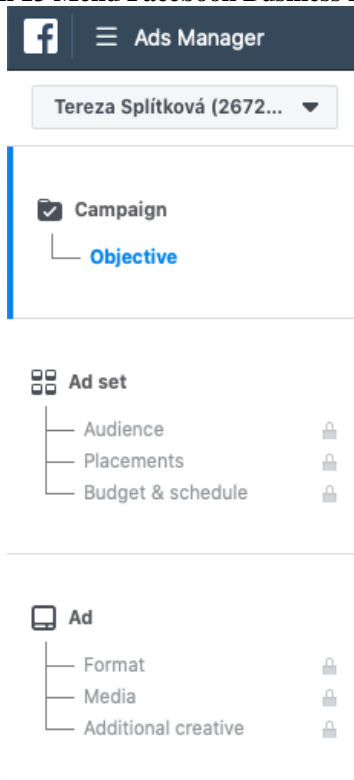 Ads Manager
Tereza Splítková (2672...
Campaign
Objective
Ad set
Audience
Placements
Budget & schedule
Ad
Format
Media
Additional creative